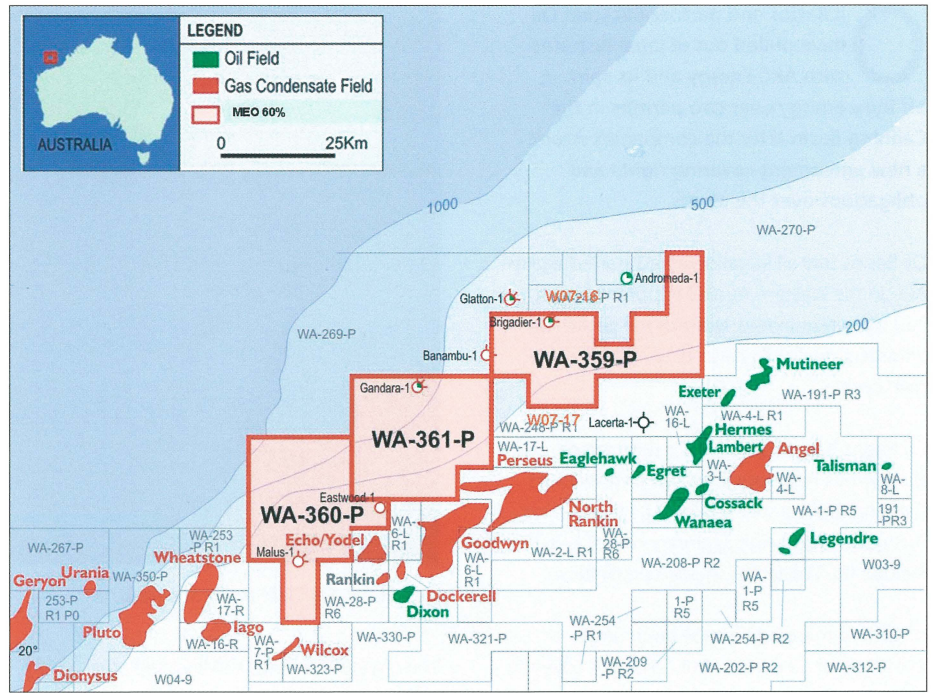 LEGEND
Oil Field
Gas Condensate Field
MEO 60%
0 25Km
AUSTRALIA
1000
500
200
WA-270-P
WA-269-P
Andromeda-1
Glatton-1
W07-16
WA-248-P R1
Brigadier-1
Banambu-1
WA-359-P
Gandara-1
Mutineer
Exeter
WA-191-P R3
W07-17
WA-248-P R1
Lacerta-1
WA-
16-L
WA-4-L R1
WA-361-P
Hermes
Lambert
Angel
WA-17-L
Perseus
Eaglehawk
Egret
WA-
3-L
WA-
4-L
Talisman
WA-
8-L
Eastwood-1
WA-360-P
Cossack
Wanaea
North
Rankin
WA-1-P R5
191
-PR3
WA-
6-L
R1
Goodwyn
WA-
28-P
R6
Legendre
WA-267-P
WA-253
-P R1
Malus-1
Echo/Yodel
WA-2-L R1
WA-
6-L
R1
WA-208-P R2
W03-9
Wheatstone
Urania
Geryon
WA-350-P
Rankin
Dockerell
WA-
1-P
R5
253-P
R1 P0
WA-
17-R
WA-28-P
R6
Dixon
1-P
R5
Pluto
Iago
WA-16-R
WA-
7-P
R1
WA-330-P
WA-321-P
WA-254
-P R1
WA-254-P R2
WA-310-P
20°
Wilcox
WA-323-P
WA-209
-P R2
WA-202-P R2
WA-312-P
Dionysus
W04-9